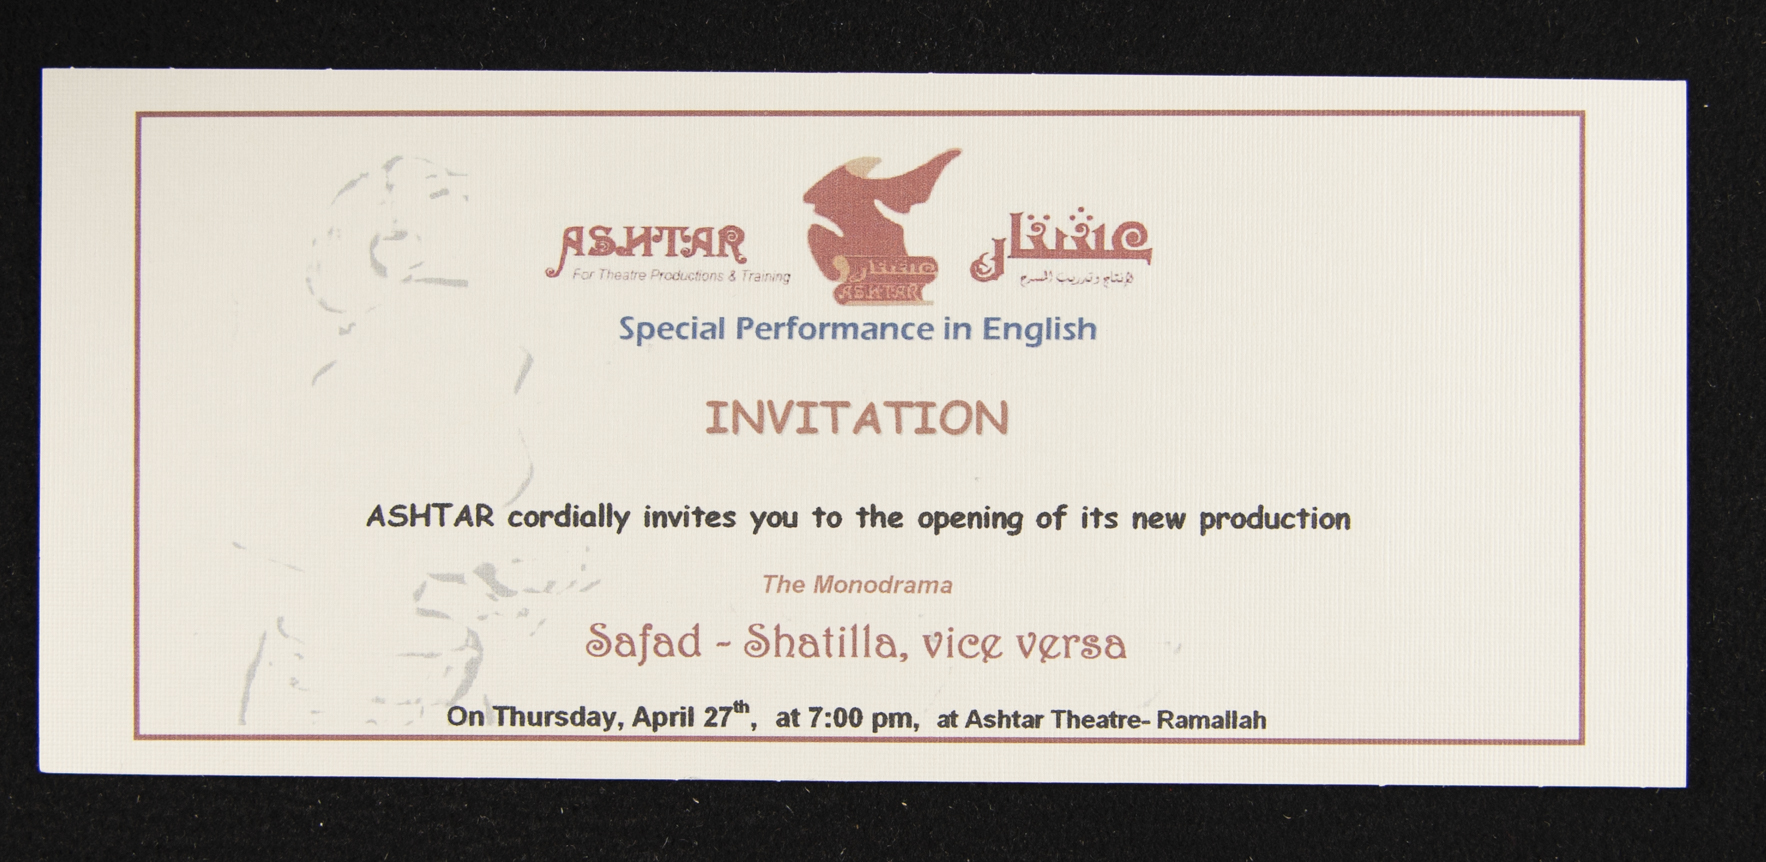 ASHTAR
For Theatre Productions & Training
عشتار
ASHTAR
عشتار
لإنتاج وتدريب المسرح
Special Performance in English
INVITATION
ASHTAR cordially invites you to the opening of its new production
The Monodrama
Safad - Shatilla, vice versa
On Thursday, April 27th, at 7:00 pm, at Ashtar Theatre- Ramallah